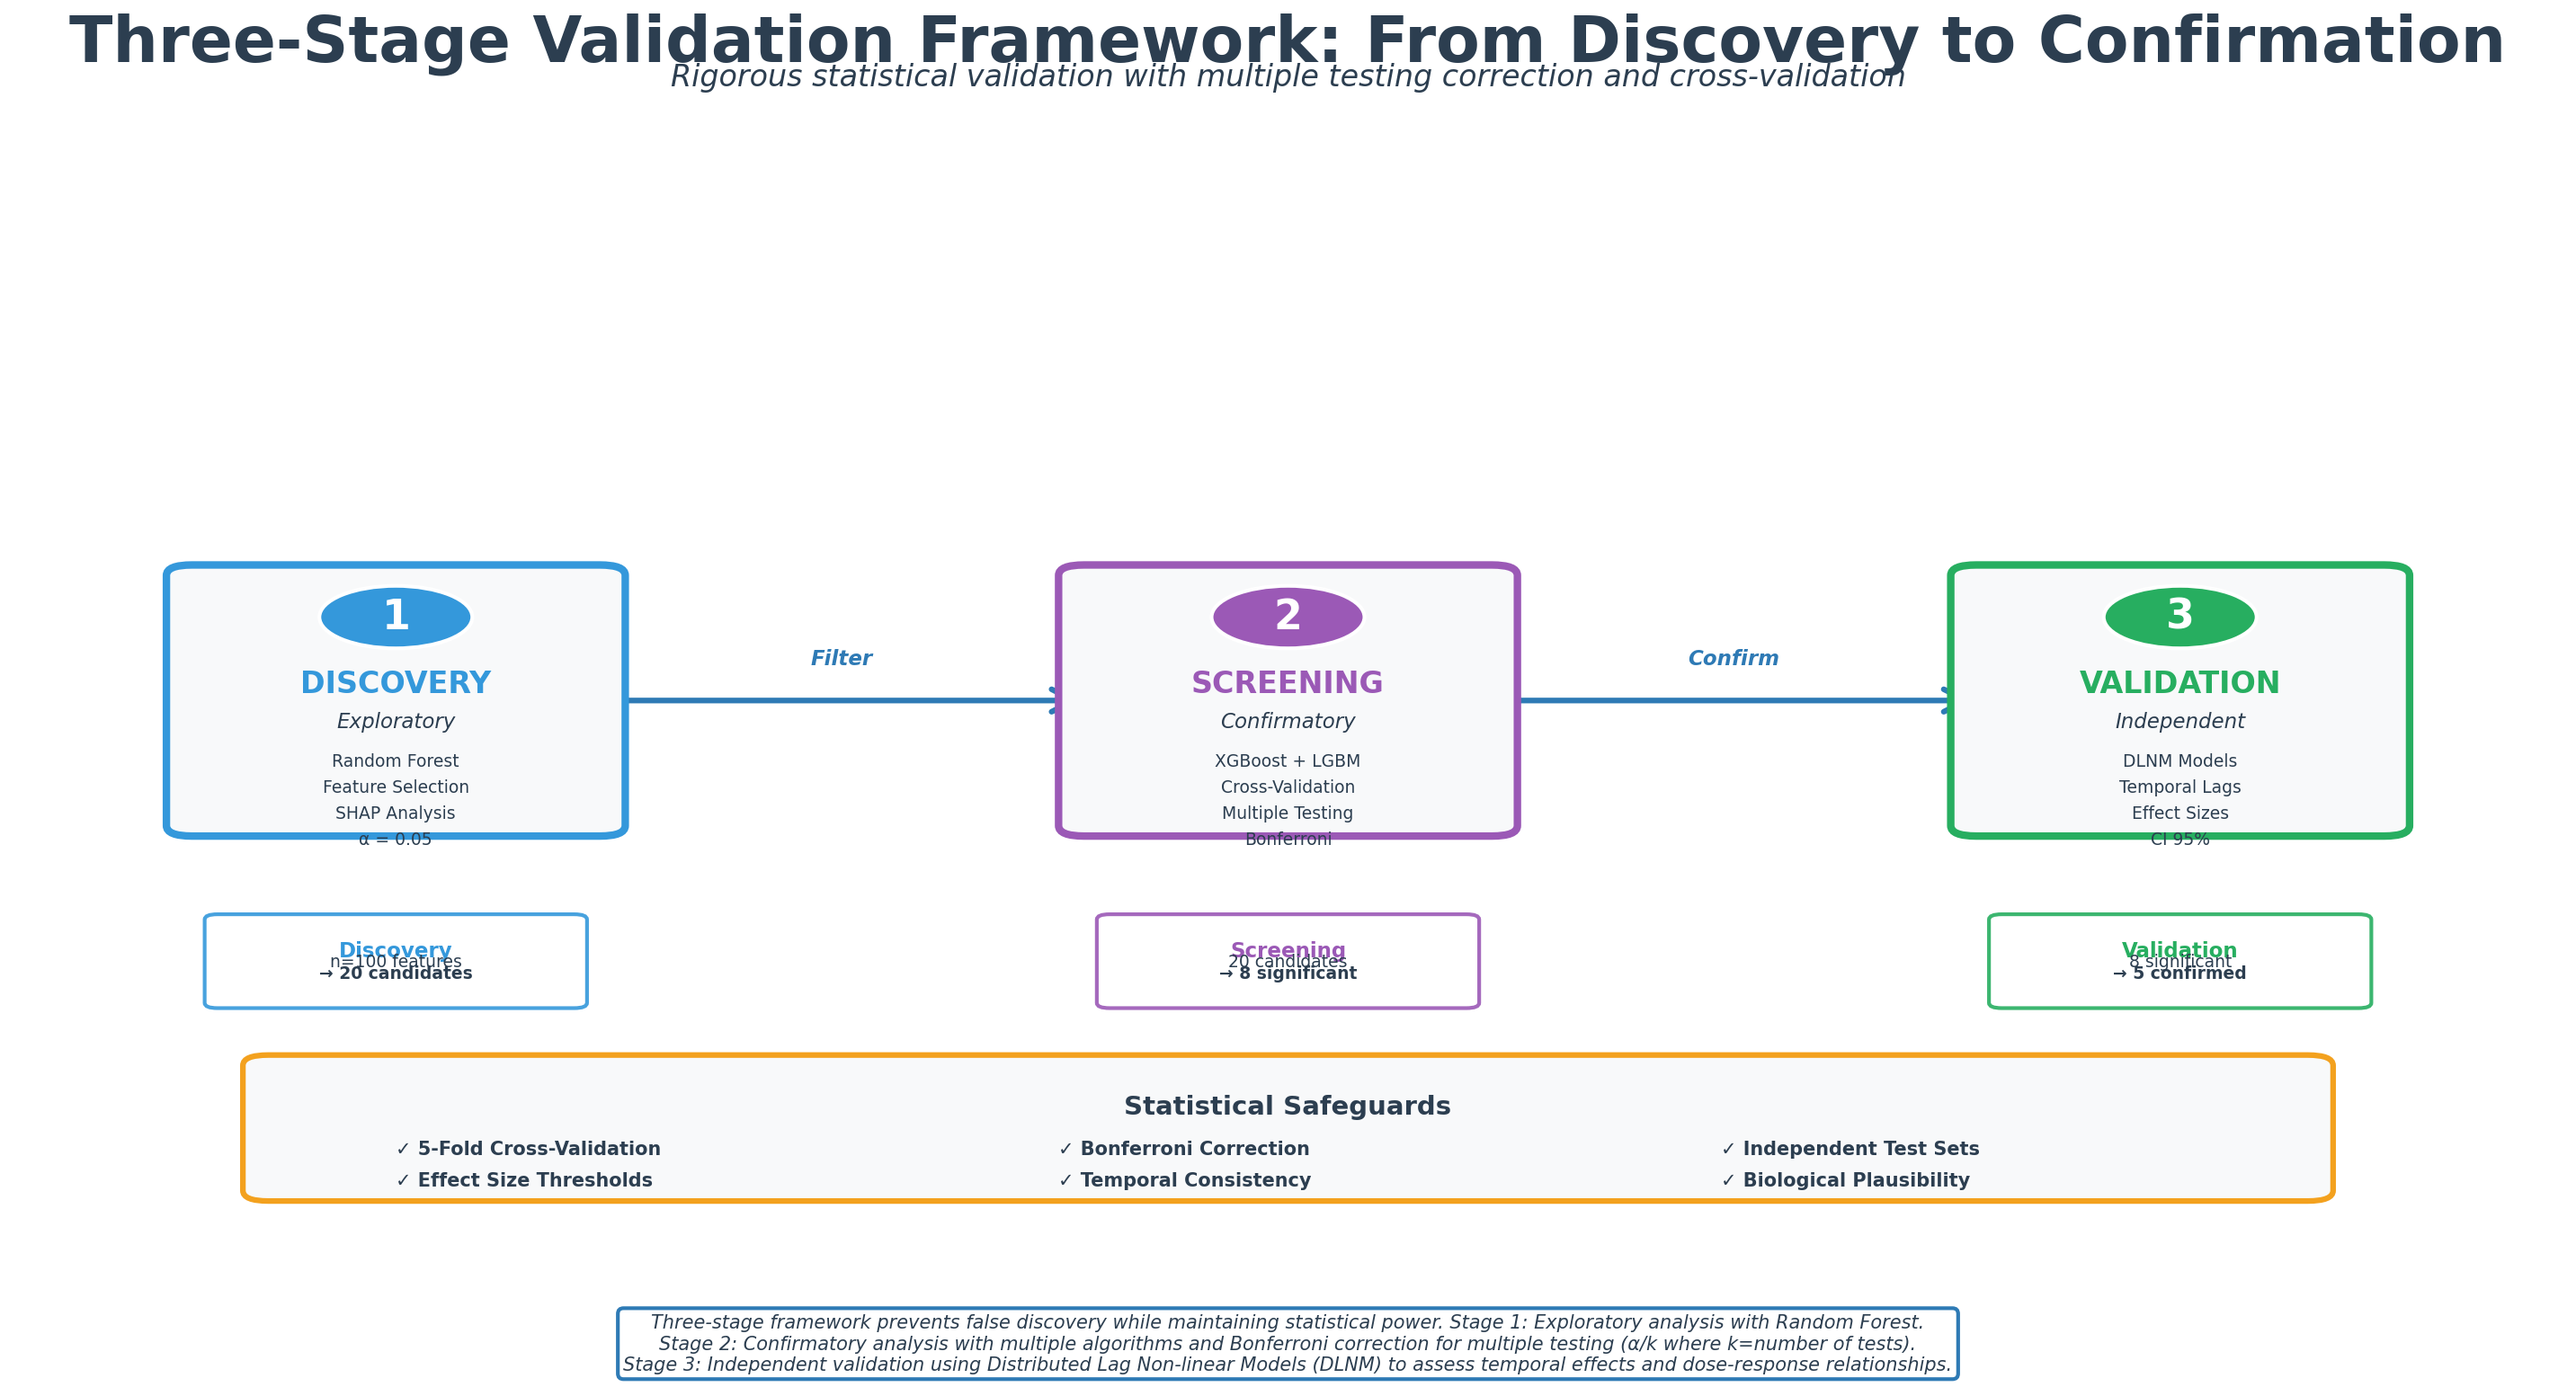 Three-Stage Validation Framework: From Discovery to Confirmation
Rigorous statistical validation with multiple testing correction and cross-validation
1
DISCOVERY
Exploratory
Random Forest
Feature Selection
SHAP Analysis
α = 0.05
Filter
2
SCREENING
Confirmatory
XGBoost + LGBM
Cross-Validation
Multiple Testing
Bonferroni
Confirm
3
VALIDATION
Independent
DLNM Models
Temporal Lags
Effect Sizes
CI 95%
Discovery
n=100 features
→ 20 candidates
Screening
20 candidates
→ 8 significant
Validation
8 significant
→ 5 confirmed
Statistical Safeguards
✓ 5-Fold Cross-Validation
✓ Bonferroni Correction
✓ Independent Test Sets
✓ Effect Size Thresholds
✓ Temporal Consistency
✓ Biological Plausibility
Three-stage framework prevents false discovery while maintaining statistical power. Stage 1: Exploratory analysis with Random Forest.
Stage 2: Confirmatory analysis with multiple algorithms and Bonferroni correction for multiple testing (α/k where k=number of tests).
Stage 3: Independent validation using Distributed Lag Non-linear Models (DLNM) to assess temporal effects and dose-response relationships.